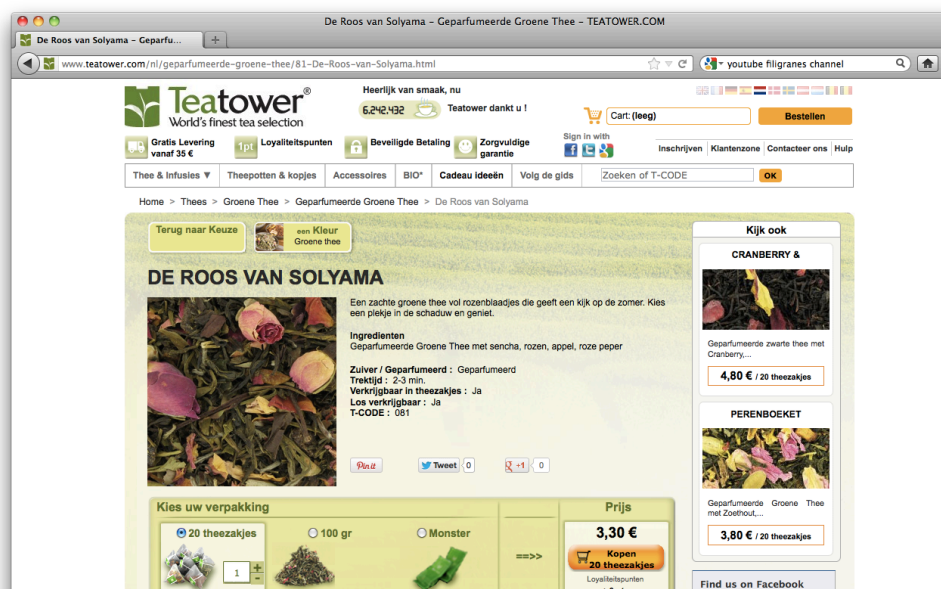 De Roos van Solyama – Geparfumeerde Groene Thee – TEATOWER.COM
De Roos van Solyama – Geparfu...
www.teatower.com/nl/geparfumeerde-groene-thee/81-De-Roos-van-Solyama.html
youtube filigranes channel
Teatower®
World's finest tea selection
Heerlijk van smaak, nu
6.242.432
Teatower dankt u !
Cart: (leeg)
Bestellen
Gratis Levering
vanaf 35 €
1pt
Loyaliteitspunten
Beveiligde Betaling
Zorgvuldige
garantie
Sign in with
Inschrijven
Klantenzone
Contacteer ons
Hulp
Thee & Infusies ▼
Theepotten & kopjes
Accessoires
BIO*
Cadeau ideeën
Volg de gids
Zoeken of T-CODE
OK
Home > Thees > Groene Thee > Geparfumeerde Groene Thee > De Roos van Solyama
Terug naar Keuze
een Kleur
Groene thee
DE ROOS VAN SOLYAMA
Een zachte groene thee vol rozenblaadjes die geeft een kijk op de zomer. Kies
een plekje in de schaduw en geniet.
Ingredienten
Geparfumeerde Groene Thee met sencha, rozen, appel, roze peper
Zuiver / Geparfumeerd : Geparfumeerd
Trektijd : 2-3 min.
Verkrijgbaar in theezakjes : Ja
Los verkrijgbaar : Ja
T-CODE : 081
Pin it
Tweet 0
+1 0
Kies uw verpakking
Prijs
20 theezakjes
100 gr
Monster
1
+
-
==>>
3,30 €
Kopen
20 theezakjes
Loyaliteitspunten
Kijk ook
CRANBERRY &
Geparfumeerde zwarte thee met
Cranberry,...
4,80 € / 20 theezakjes
PERENBOEKET
Geparfumeerde Groene Thee
met Zoethout,...
3,80 € / 20 theezakjes
Find us on Facebook